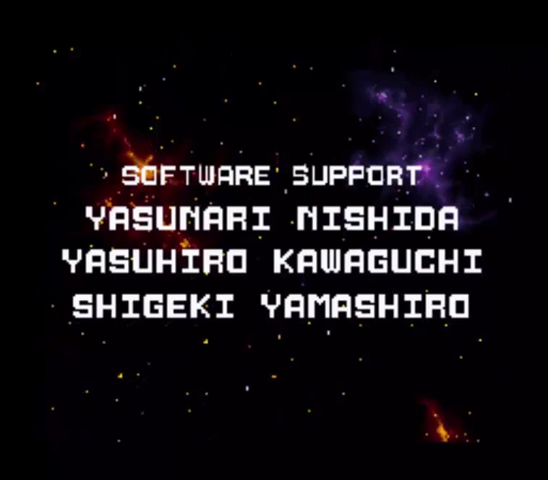 SOFTWARE SUPPORT
YASUNARI NISHIDA
YASUHIRO KAWAGUCHI
SHIGEKI YAMASHIRO